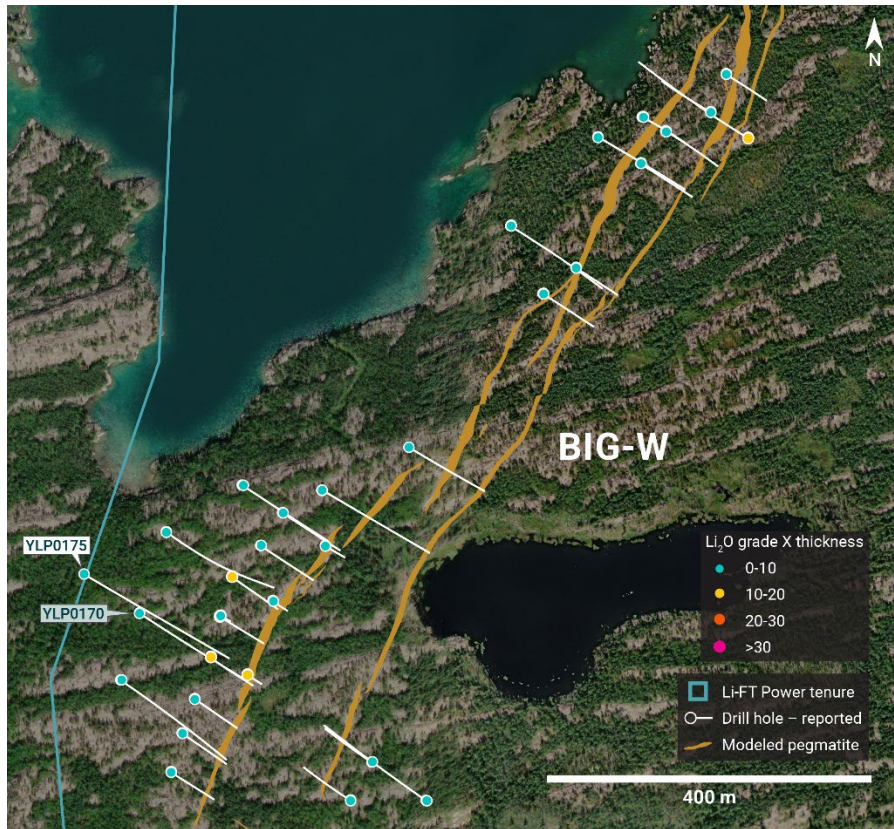 N
BIG-W
YLP0175
YLP0170
Li₂O grade X thickness
0-10
10-20
20-30
>30
Li-FT Power tenure
Drill hole – reported
Modeled pegmatite
400 m